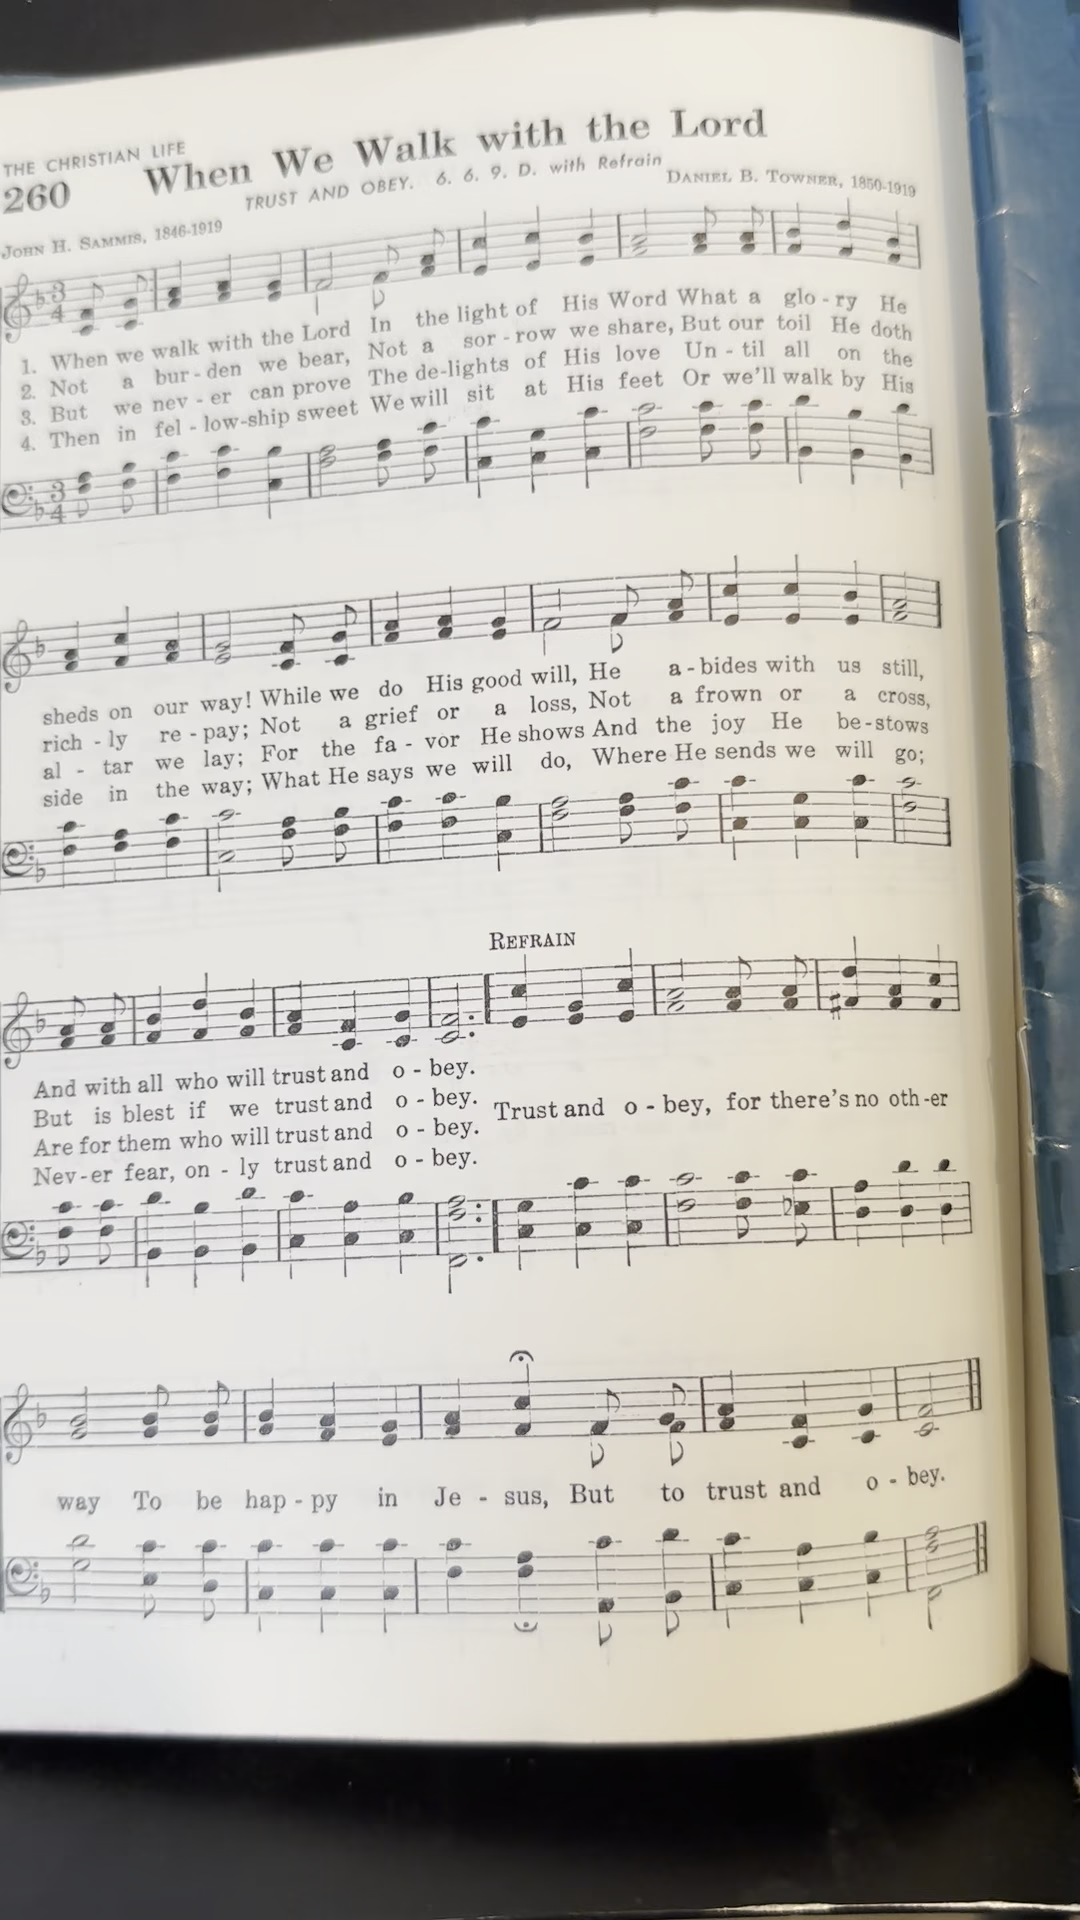 THE CHRISTIAN LIFE
260
When We Walk with the Lord
TRUST AND OBEY. 6. 6. 9. D. with Refrain
JOHN H. SAMMIS, 1846-1919
DANIEL B. TOWNER, 1850-1919
3 4
1. When we walk with the Lord In the light of His Word What a glo - ry He
2. Not a bur - den we bear, Not a sor - row we share, But our toil He doth
3. But we nev - er can prove The de-lights of His love Un - til all on the
4. Then in fel - low-ship sweet We will sit at His feet Or we'll walk by His
3 4
sheds on our way! While we do His good will, He a - bides with us still,
rich - ly re - pay; Not a grief or a loss, Not a frown or a cross,
al - tar we lay; For the fa - vor He shows And the joy He be-stows
side in the way; What He says we will do, Where He sends we will go;
REFRAIN
And with all who will trust and o - bey.
But is blest if we trust and o - bey.
Are for them who will trust and o - bey.
Nev-er fear, on - ly trust and o - bey.
Trust and o - bey, for there's no oth-er
way To be hap - py in Je - sus, But to trust and o - bey.